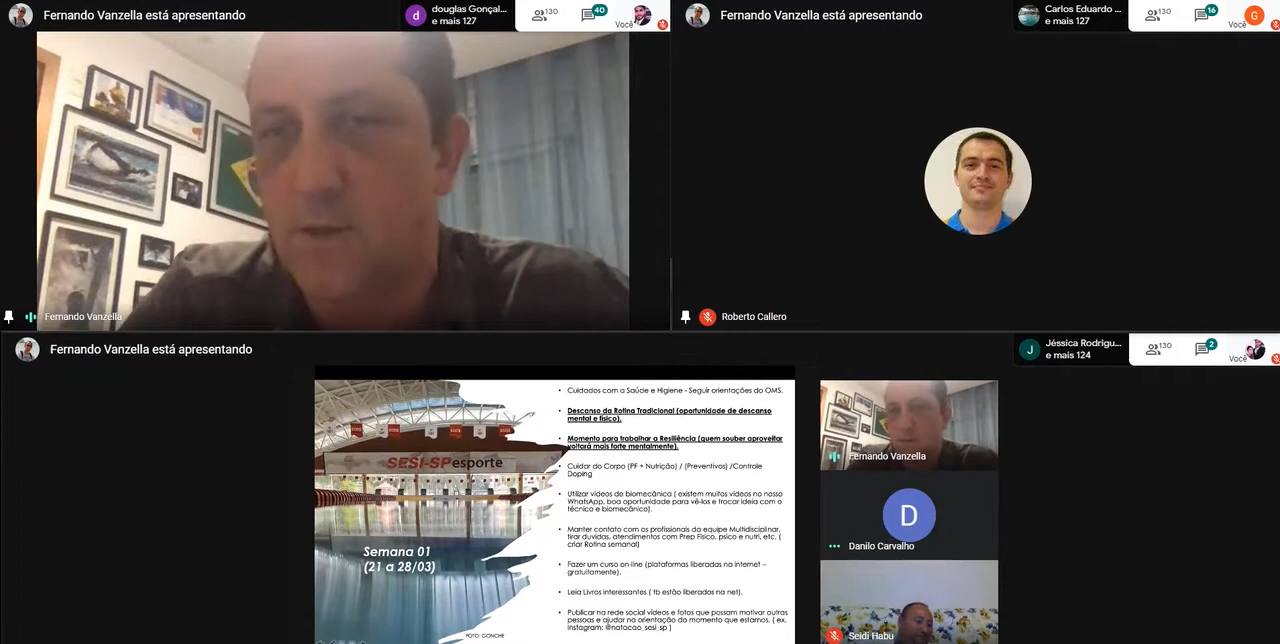 Fernando Vanzella está apresentando
d
douglas Gonçal...
e mais 127
130
40
Você
Fernando Vanzella
Fernando Vanzella está apresentando
Carlos Eduardo ...
e mais 127
130
16
Você
G
Roberto Callero
Fernando Vanzella está apresentando
J
Jéssica Rodrigu...
e mais 124
130
2
Você
SESI-SP esporte
Semana 01
(21 a 28/03)
FOTO: GONCHE
• Cuidados com a Saúde e Higiene - Seguir orientações do OMS.
• Descanso da Rotina Tradicional (oportunidade de descanso
mental e físico).
• Momento para trabalhar a Resiliência (quem souber aproveitar
voltará mais forte mentalmente).
• Cuidar do Corpo (PF + Nutrição) / (Preventivos) /Controle
Doping
• Utilizar vídeos de biomecânica ( existem muitos vídeos no nosso
WhatsApp, boa oportunidade para vê-los e trocar ideia com o
técnico e biomecânico).
• Manter contato com os profissionais da equipe Multidisciplinar,
tirar duvidas, atendimentos com Prep Físico, psico e nutri, etc. (
criar Rotina semanal)
• Fazer um curso on-line (plataformas liberadas na internet –
gratuitamente).
• Leia Livros interessantes ( tb estão liberados na net).
• Publicar na rede social vídeos e fotos que possam motivar outras
pessoas e ajudar na orientação do momento que estamos. ( ex.
Instagram: @natacao_sesi_sp )
Fernando Vanzella
D
Danilo Carvalho
Seidi Habu